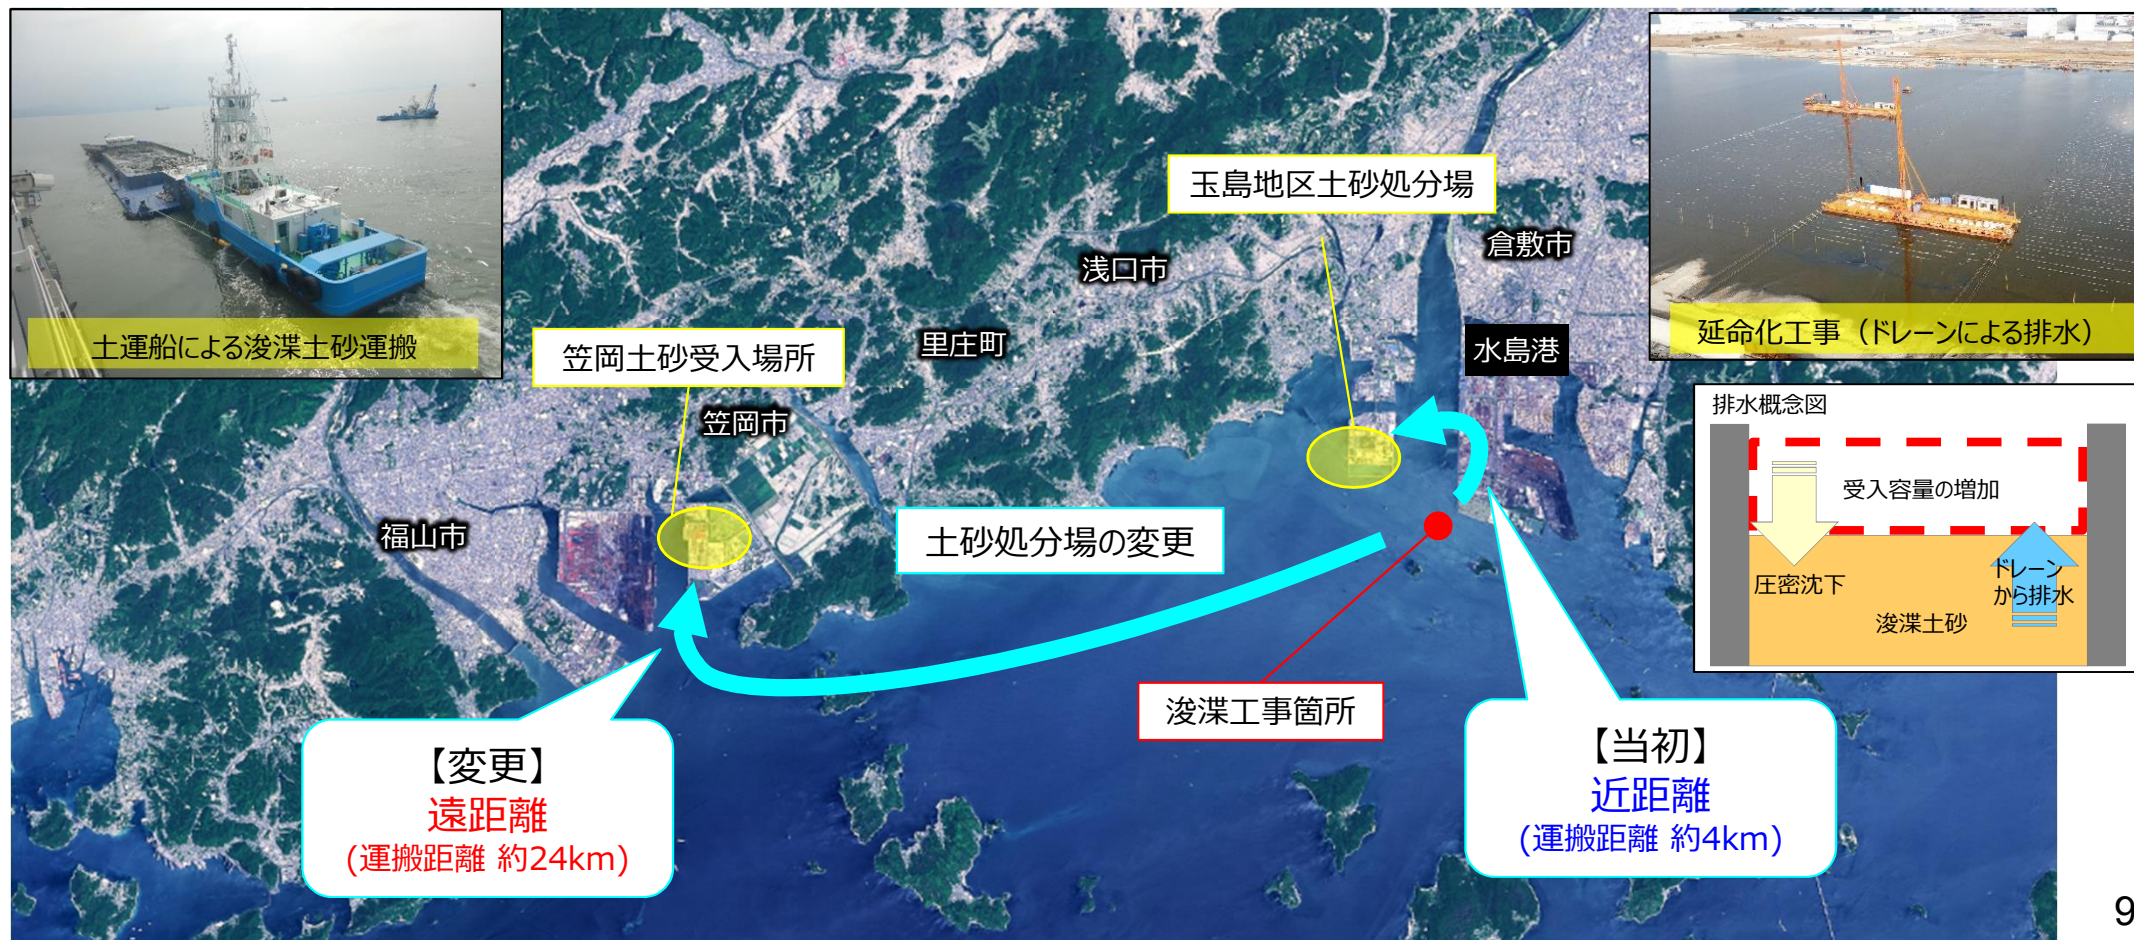 土運船による浚渫土砂運搬
玉島地区土砂処分場
倉敷市
浅口市
里庄町
水島港
延命化工事（ドレーンによる排水）
笠岡土砂受入場所
笠岡市
福山市
土砂処分場の変更
排水概念図
受入容量の増加
圧密沈下
ドレーン
から排水
浚渫土砂
浚渫工事箇所
【変更】
遠距離
(運搬距離 約24km)
【当初】
近距離
(運搬距離 約4km)
9